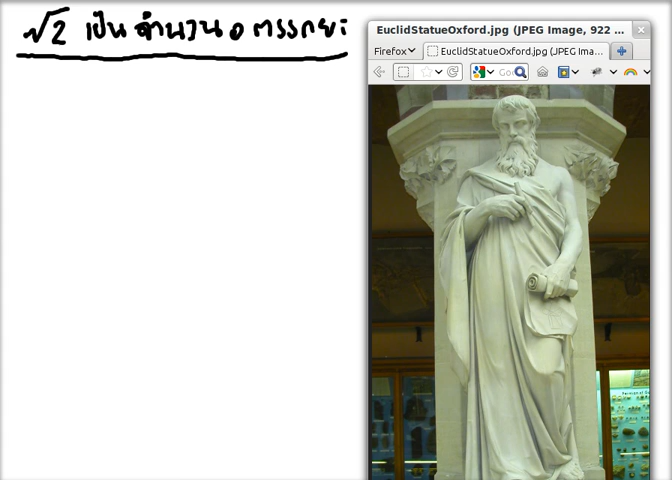 √2 เป็นจำนวนอตรรกยะ
EuclidStatueOxford.jpg (JPEG Image, 922 ...
Firefox
EuclidStatueOxford.jpg (JPEG Ima...